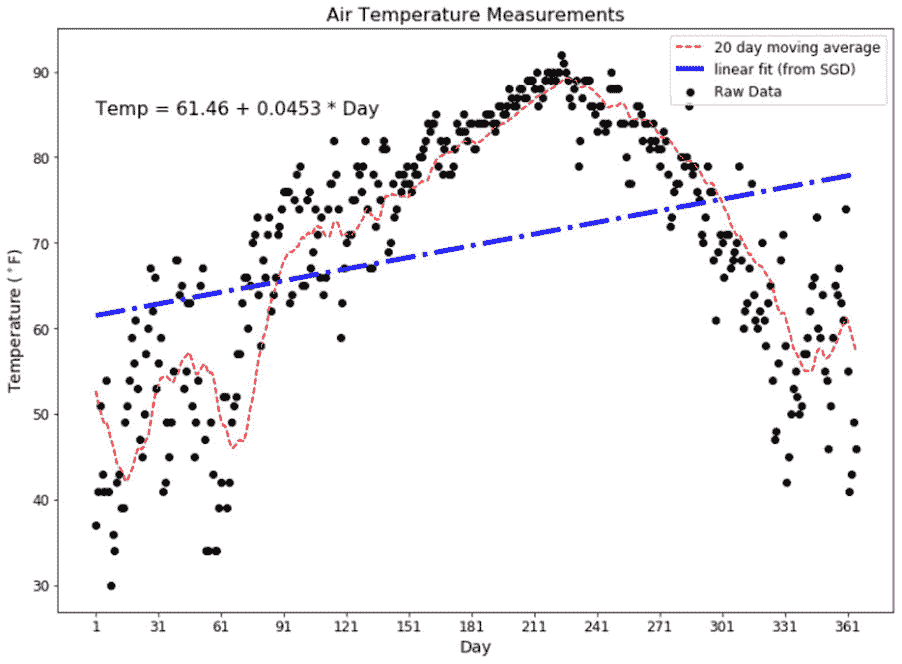 Air Temperature Measurements
20 day moving average
linear fit (from SGD)
Raw Data
Temp = 61.46 + 0.0453 * Day
90
80
70
60
50
40
30
Temperature (°F)
1 31 61 91 121 151 181 211 241 271 301 331 361
Day